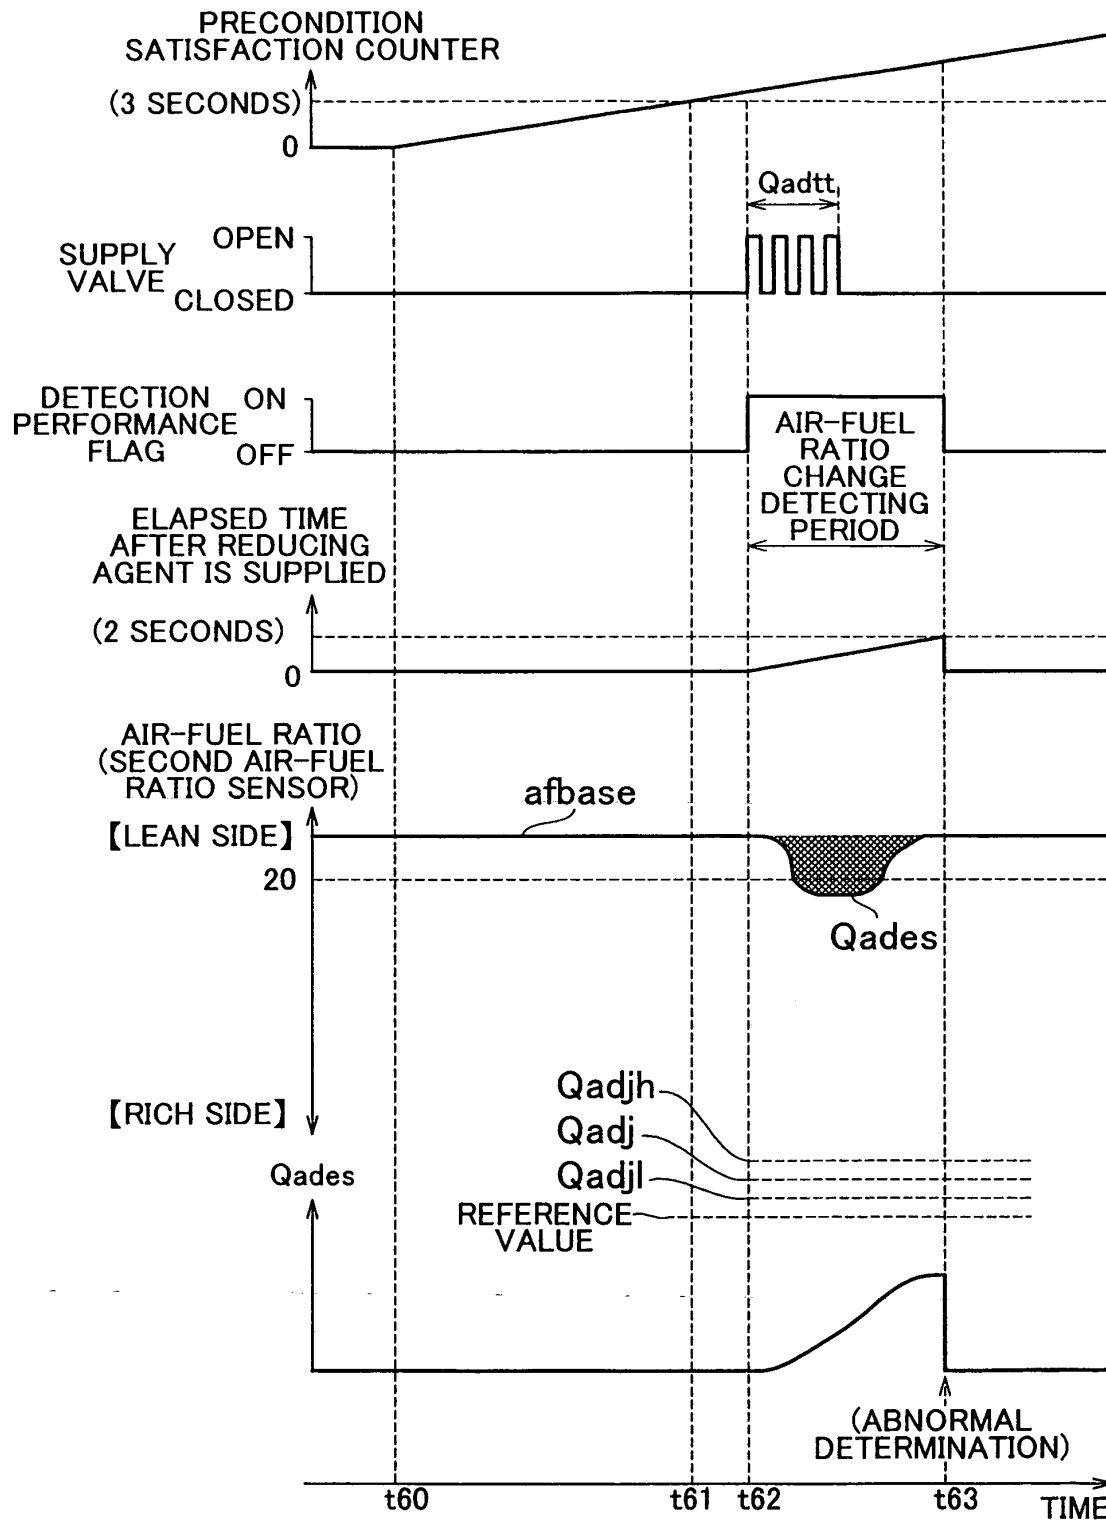 PRECONDITION
SATISFACTION COUNTER
(3 SECONDS)
0
Qadtt
SUPPLY
VALVE
OPEN
CLOSED
DETECTION
PERFORMANCE
FLAG
ON
OFF
AIR-FUEL
RATIO
CHANGE
DETECTING
PERIOD
ELAPSED TIME
AFTER REDUCING
AGENT IS SUPPLIED
(2 SECONDS)
0
AIR-FUEL RATIO
(SECOND AIR-FUEL
RATIO SENSOR)
afbase
【LEAN SIDE】
20
Qades
【RICH SIDE】
Qadjh
Qadj
Qadjl
REFERENCE
VALUE
Qades
(ABNORMAL
DETERMINATION)
t60
t61
t62
t63
TIME